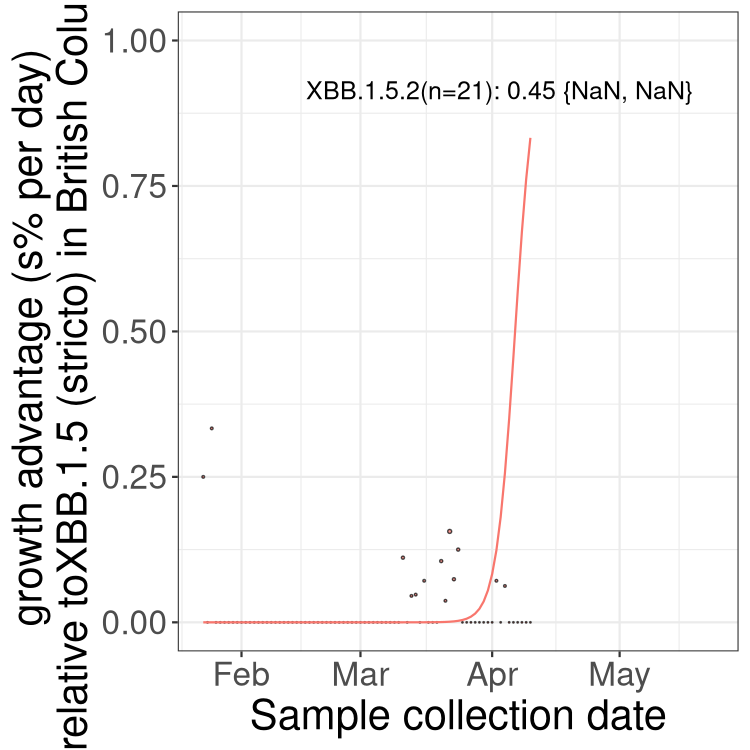 growth advantage (s% per day)
relative toXBB.1.5 (stricto) in British Colu
1.00
0.75
0.50
0.25
0.00
XBB.1.5.2(n=21): 0.45 {NaN, NaN}
Feb Mar Apr May
Sample collection date